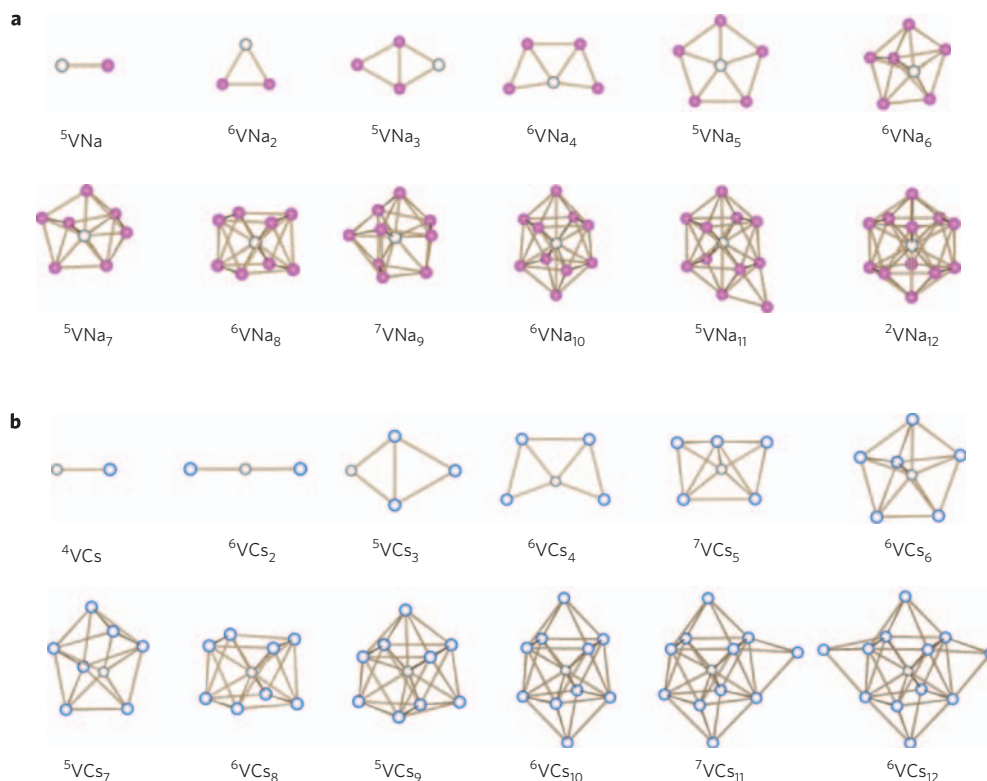 a
⁵VNa ⁶VNa₂ ⁵VNa₃ ⁶VNa₄ ⁵VNa₅ ⁶VNa₆
⁵VNa₇ ⁶VNa₈ ⁷VNa₉ ⁶VNa₁₀ ⁵VNa₁₁ ²VNa₁₂
b
⁴VCs ⁶VCs₂ ⁵VCs₃ ⁶VCs₄ ⁷VCs₅ ⁶VCs₆
⁵VCs₇ ⁶VCs₈ ⁵VCs₉ ⁶VCs₁₀ ⁷VCs₁₁ ⁶VCs₁₂